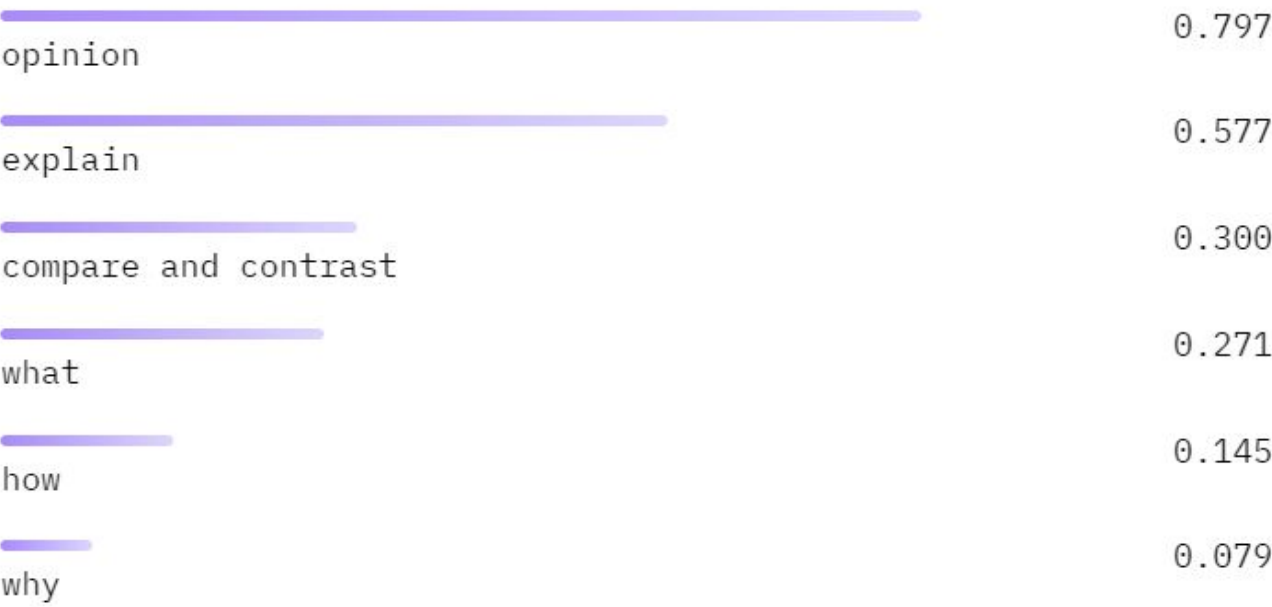 0.797
opinion
0.577
explain
0.300
compare and contrast
0.271
what
0.145
how
0.079
why